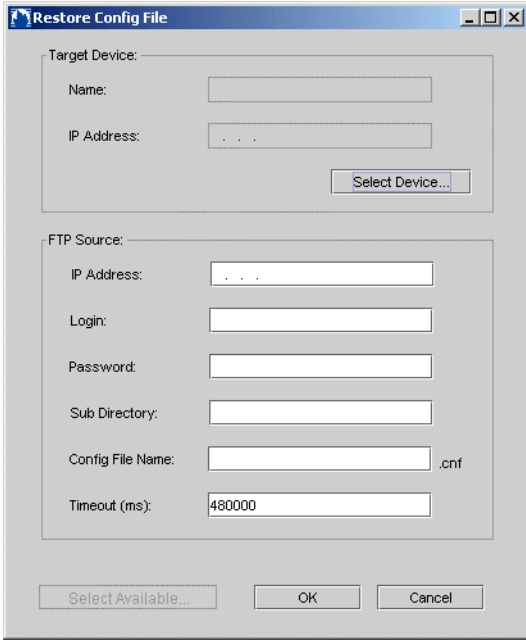 Restore Config File
Target Device:
Name:
IP Address: . . .
Select Device...
FTP Source:
IP Address: . . .
Login:
Password:
Sub Directory:
Config File Name: .cnf
Timeout (ms): 480000
Select Available... OK Cancel